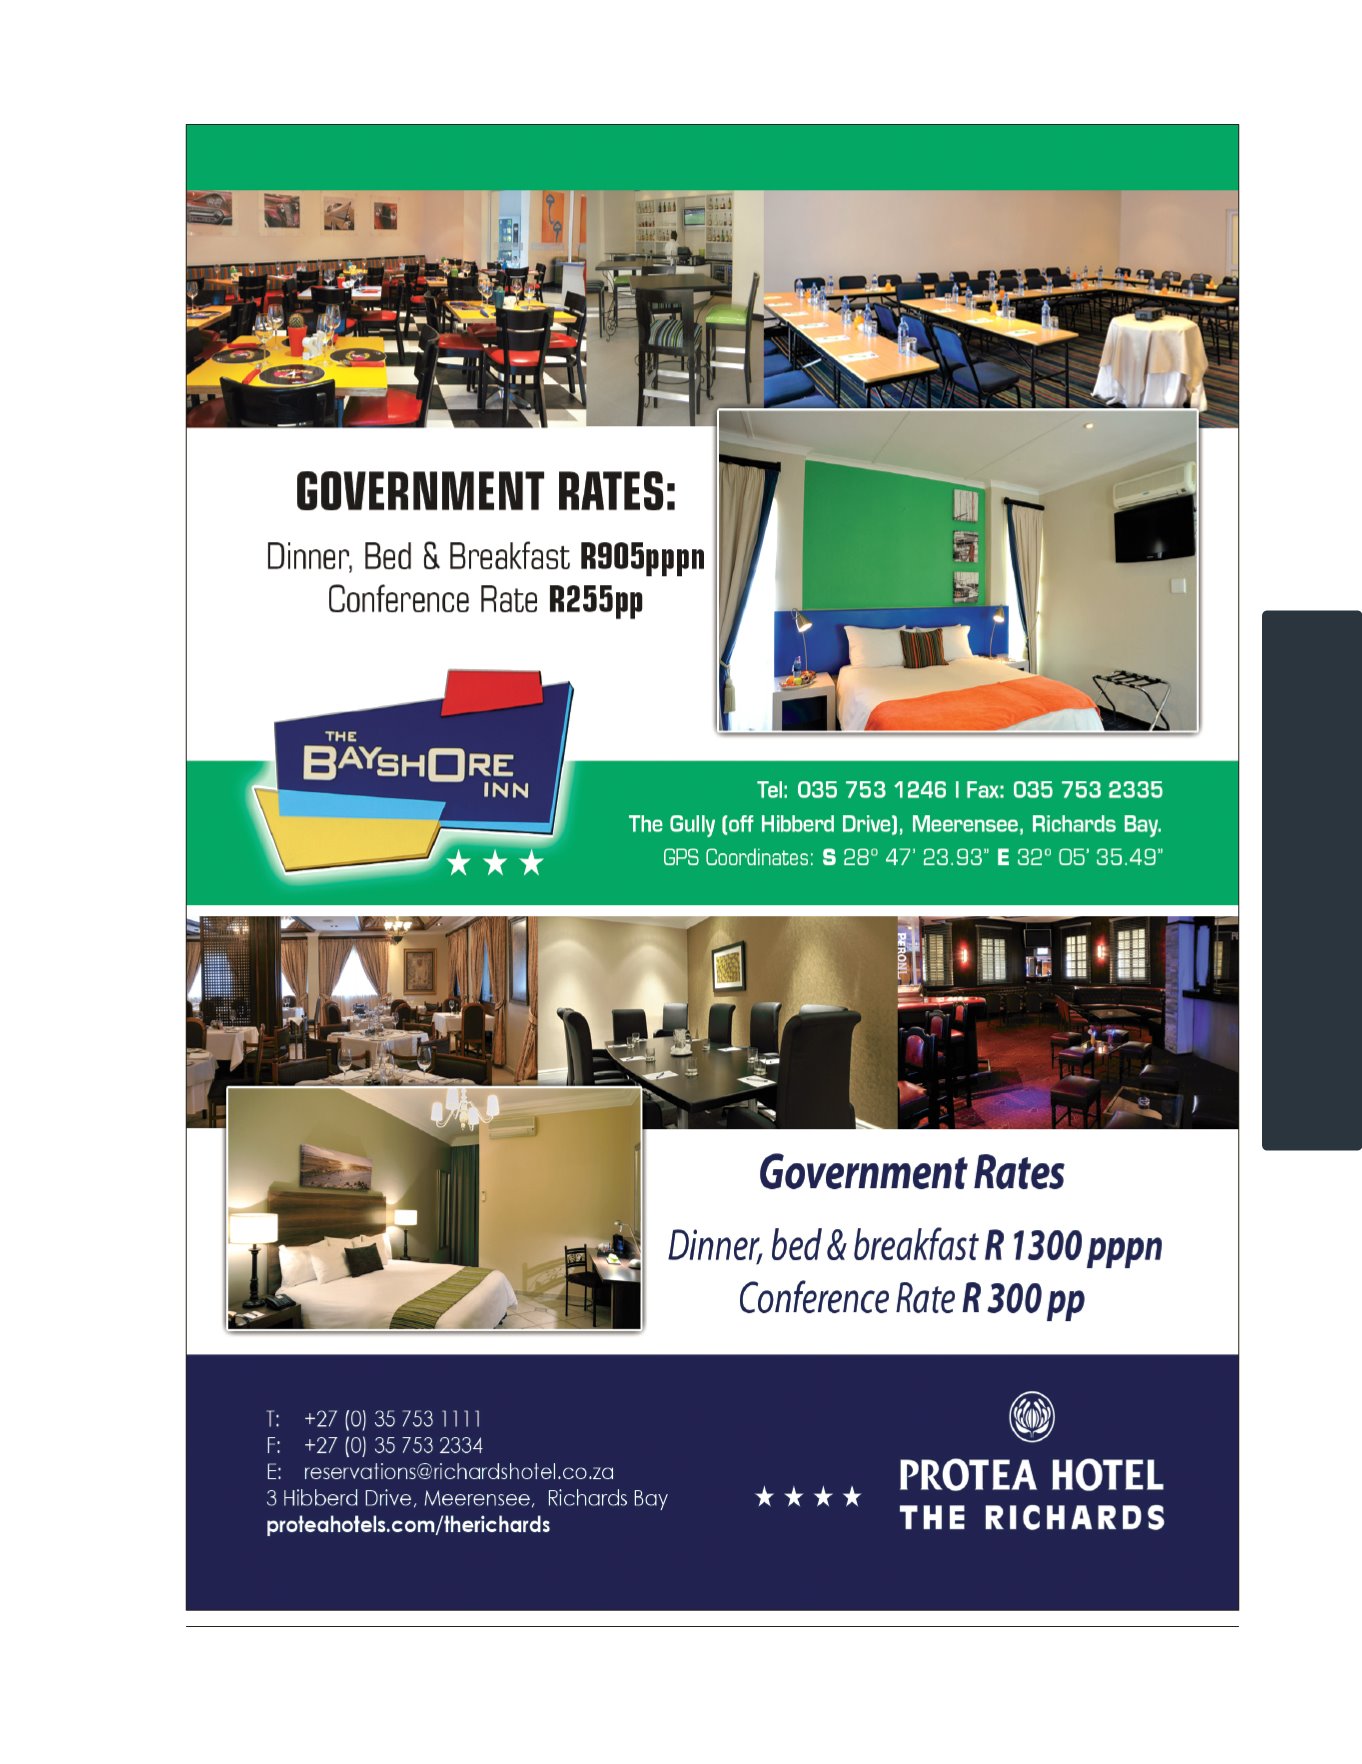 GOVERNMENT RATES:
Dinner, Bed & Breakfast R905pppn
Conference Rate R255pp
THE
BAYSHORE
INN
Tel: 035 753 1246 | Fax: 035 753 2335
The Gully (off Hibberd Drive), Meerensee, Richards Bay.
GPS Coordinates: S 28º 47’ 23.93” E 32º 05’ 35.49”
PERONI
Government Rates
Dinner, bed & breakfast R 1300 pppn
Conference Rate R 300 pp
T: +27 (0) 35 753 1111
F: +27 (0) 35 753 2334
E: reservations@richardshotel.co.za
3 Hibberd Drive, Meerensee, Richards Bay
proteahotels.com/therichards
PROTEA HOTEL
THE RICHARDS